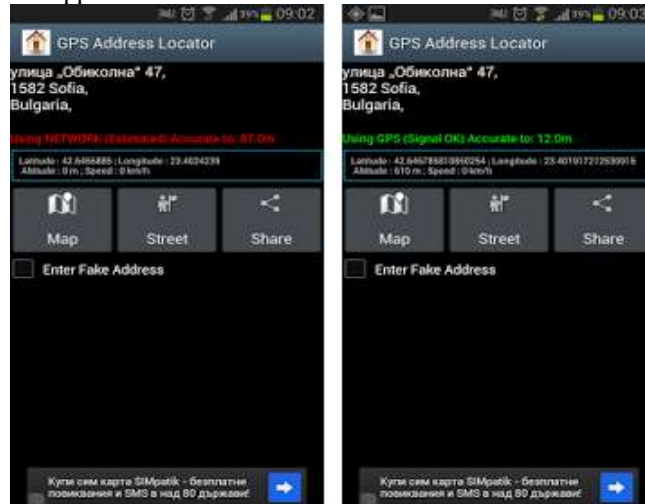 39% 09:02
GPS Address Locator
улица „Обиколна“ 47,
1582 Sofia,
Bulgaria,
Using NETWORK (Estimated) Accurate to: 87.0m
Latitude : 42.6466885 ; Longitude : 23.4024239
Altitude : 0 m ; Speed : 0 km/h
Map Street Share
Enter Fake Address
Купи сим карта SIMpatik - безплатни
повиквания и SMS в над 80 държави!
39% 09:03
GPS Address Locator
улица „Обиколна“ 47,
1582 Sofia,
Bulgaria,
Using GPS (Signal OK) Accurate to: 12.0m
Latitude : Longitude :
Altitude : 610 m ; Speed : 0 km/h
Map Street Share
Enter Fake Address
Купи сим карта SIMpatik - безплатни
повиквания и SMS в над 80 държави!